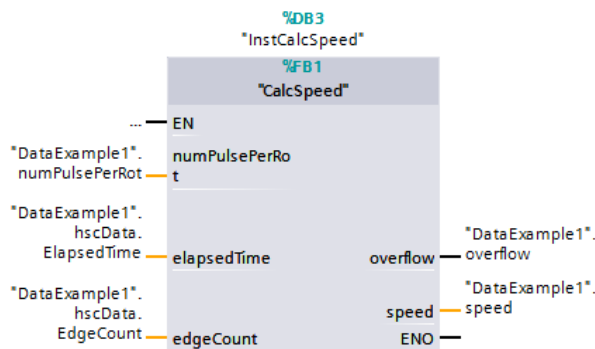 %DB3
"InstCalcSpeed"
%FB1
"CalcSpeed"
... EN
"DataExample1".
numPulsePerRot
numPulsePerRo
t
"DataExample1".
hscData.
ElapsedTime
elapsedTime
overflow
"DataExample1".
overflow
"DataExample1".
hscData.
EdgeCount
edgeCount
speed
"DataExample1".
speed
ENO